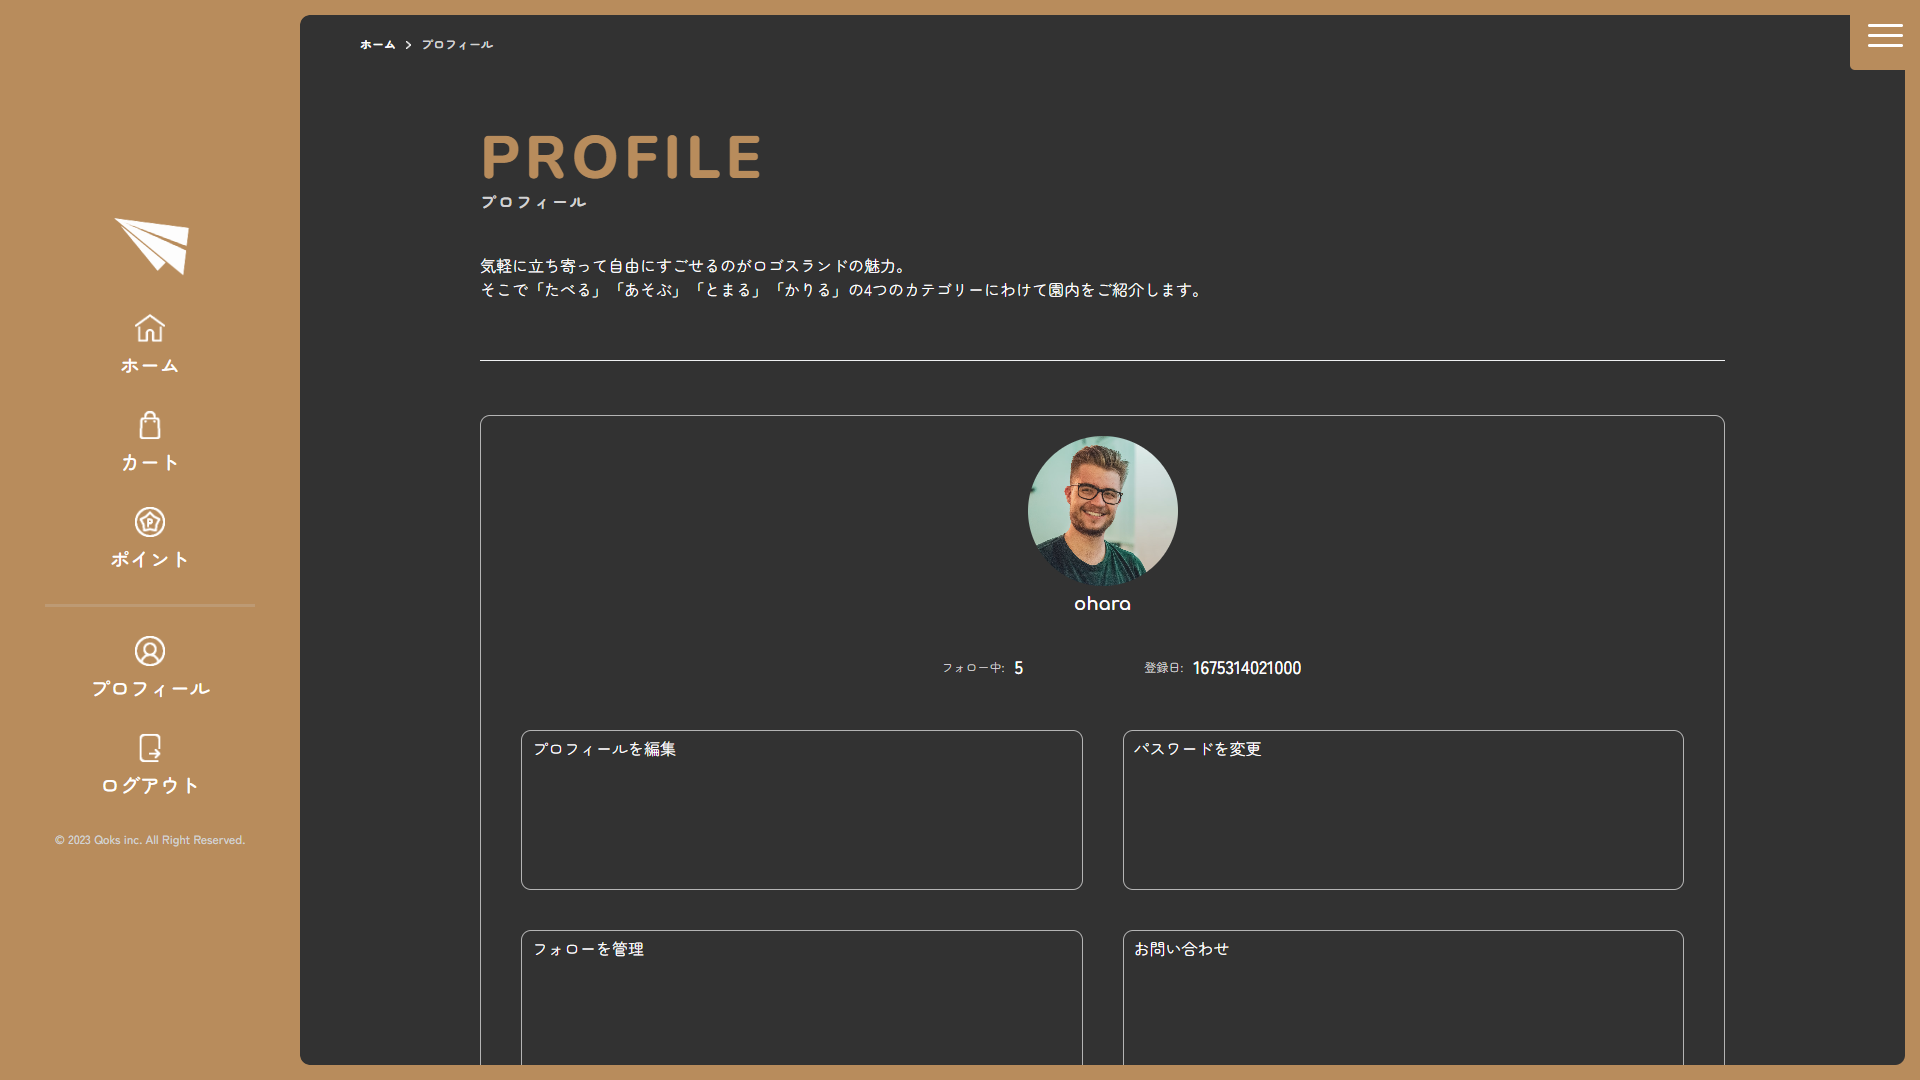 ホーム
カート
ポイント
プロフィール
ログアウト
© 2023 Qoks inc. All Right Reserved.
ホーム > プロフィール
PROFILE
プロフィール
気軽に立ち寄って自由にすごせるのがロゴスランドの魅力。
そこで「たべる」「あそぶ」「とまる」「かりる」の4つのカテゴリーにわけて園内をご紹介します。
ohara
フォロー中: 5
登録日: 1675314021000
プロフィールを編集
パスワードを変更
フォローを管理
お問い合わせ